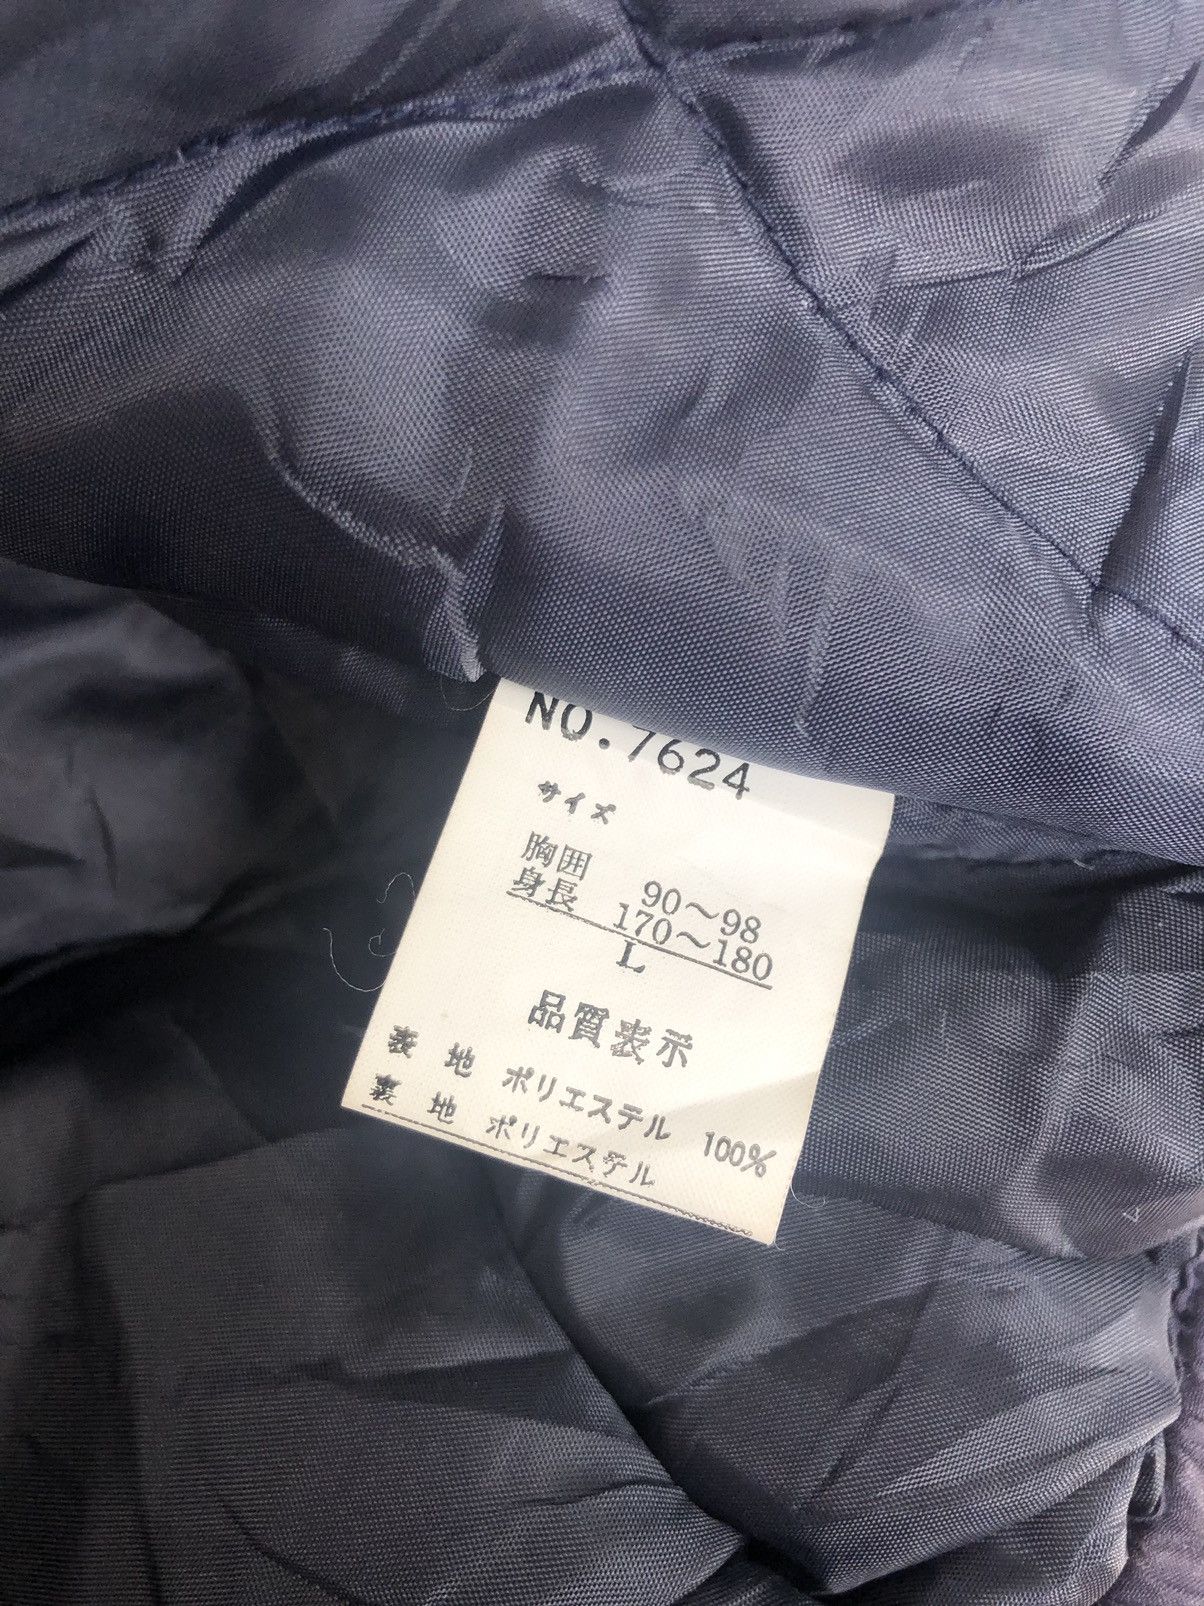 NO.7624
サイズ
胸囲 90～98
身長 170～180
L
品質表示
表地 ポリエステル 100%
裏地 ポリエステル